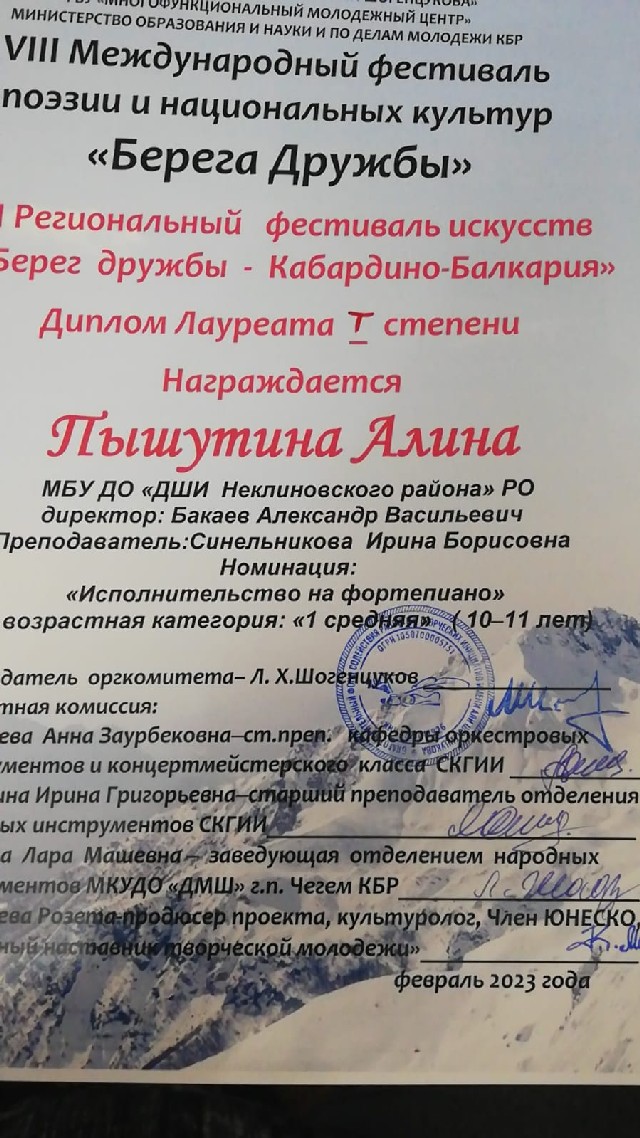 «МНОГОФУНКЦИОНАЛЬНЫЙ МОЛОДЕЖНЫЙ ЦЕНТР»
МИНИСТЕРСТВО ОБРАЗОВАНИЯ И НАУКИ И ПО ДЕЛАМ МОЛОДЕЖИ КБР
VIII Международный фестиваль
поэзии и национальных культур
«Берега Дружбы»
I Региональный фестиваль искусств
Берег дружбы - Кабардино-Балкария»
Диплом Лауреата I степени
Награждается
Пышутина Алина
МБУ ДО «ДШИ Неклиновского района» РО
директор: Бакаев Александр Васильевич
Преподаватель:Синельникова Ирина Борисовна
Номинация:
«Исполнительство на фортепиано»
возрастная категория: «1 средняя» ( 10–11 лет)
датель оргкомитета– Л. Х.Шогенцуков
тная комиссия:
ева Анна Заурбековна–ст.преп. кафедры оркестровых
ументов и концертмейстерского класса СКГИИ
ина Ирина Григорьевна–старший преподаватель отделения
ых инструментов СКГИИ
а Лара Машевна – заведующая отделением народных
ментов МКУДО «ДМШ» г.п. Чегем КБР
ева Розета-продюсер проекта, культуролог, Член ЮНЕСКО,
ный наставник творческой молодежи»
февраль 2023 года